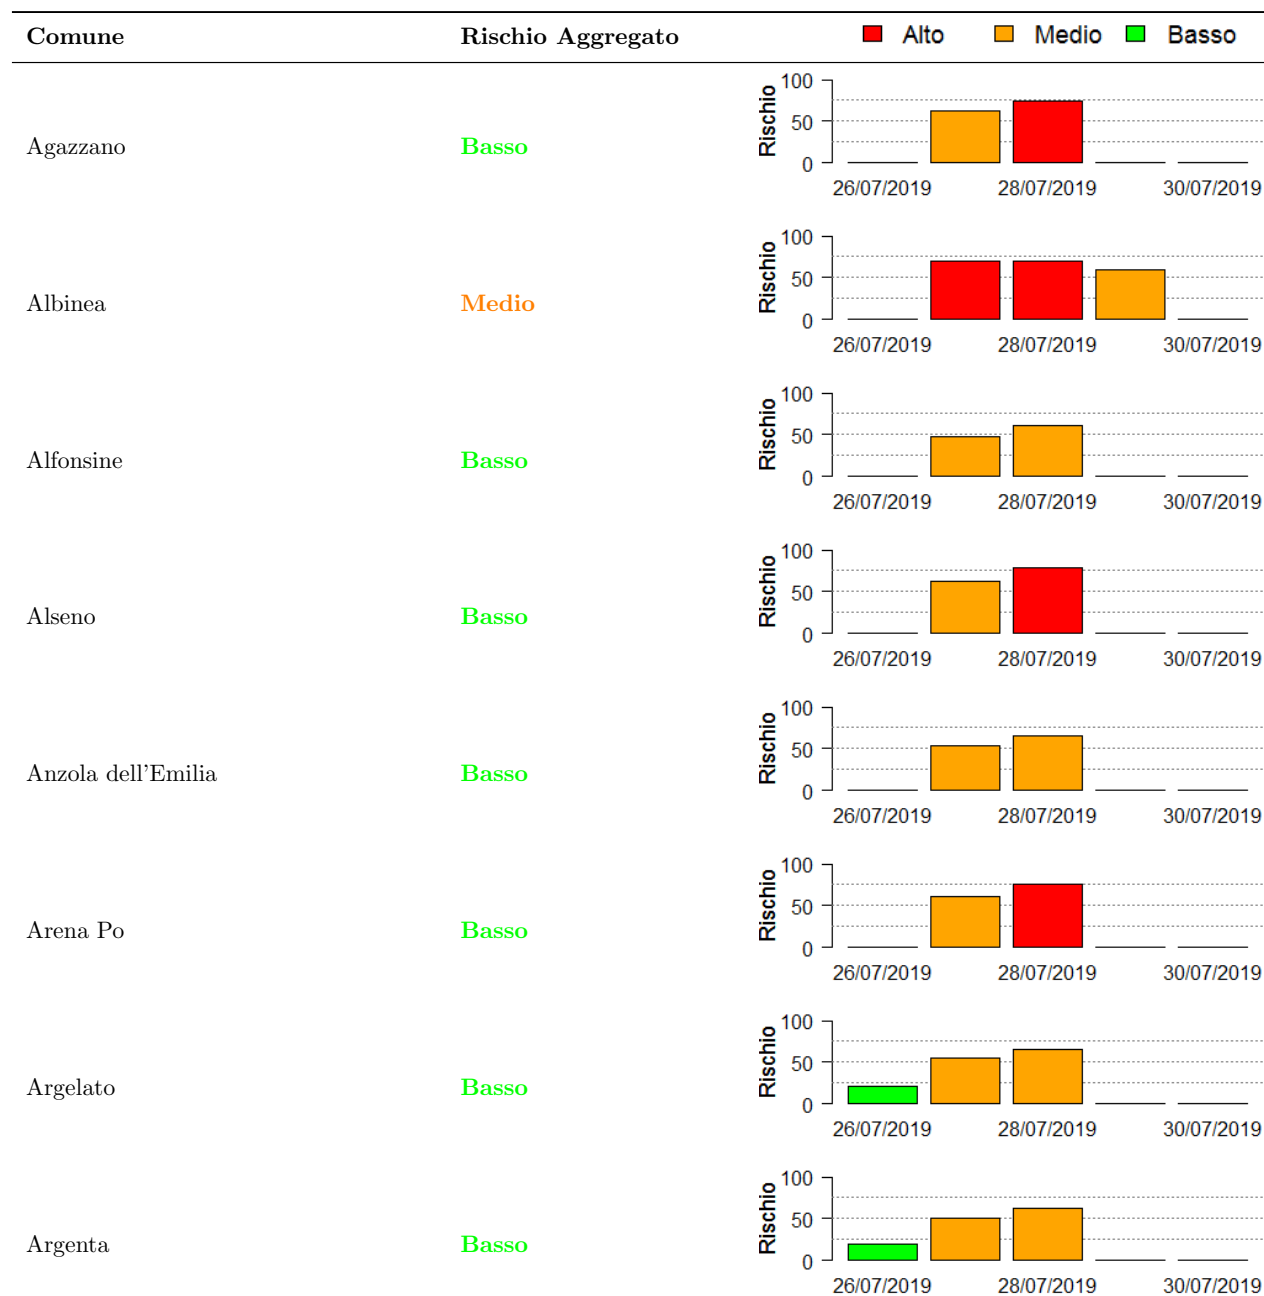 Comune Rischio Aggregato Alto Medio Basso
100
Rischio
50
Agazzano Basso
0
26/07/2019 28/07/2019 30/07/2019
100
Rischio
50
Albinea Medio
0
26/07/2019 28/07/2019 30/07/2019
100
Rischio
50
Alfonsine Basso
0
26/07/2019 28/07/2019 30/07/2019
100
Rischio
50
Alseno Basso
0
26/07/2019 28/07/2019 30/07/2019
100
Rischio
50
Anzola dell'Emilia Basso
0
26/07/2019 28/07/2019 30/07/2019
100
Rischio
50
Arena Po Basso
0
26/07/2019 28/07/2019 30/07/2019
100
Rischio
50
Argelato Basso
0
26/07/2019 28/07/2019 30/07/2019
100
Rischio
50
Argenta Basso
0
26/07/2019 28/07/2019 30/07/2019